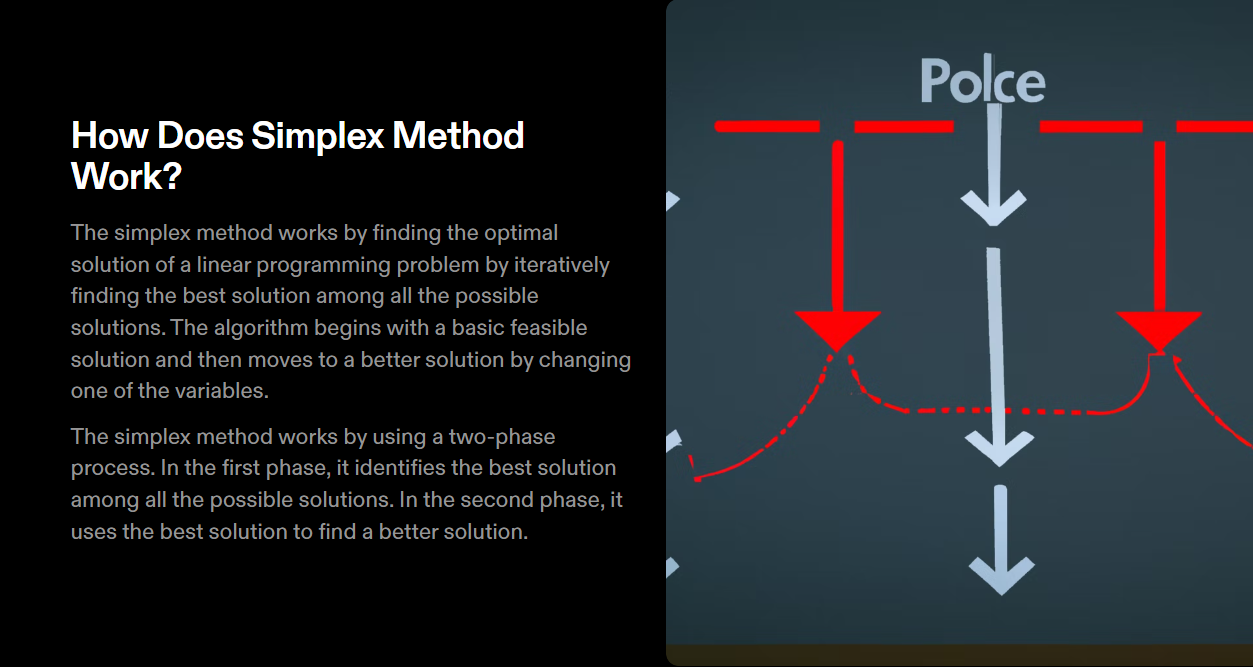 How Does Simplex Method
Work?
The simplex method works by finding the optimal
solution of a linear programming problem by iteratively
finding the best solution among all the possible
solutions. The algorithm begins with a basic feasible
solution and then moves to a better solution by changing
one of the variables.
The simplex method works by using a two-phase
process. In the first phase, it identifies the best solution
among all the possible solutions. In the second phase, it
uses the best solution to find a better solution.
Polce